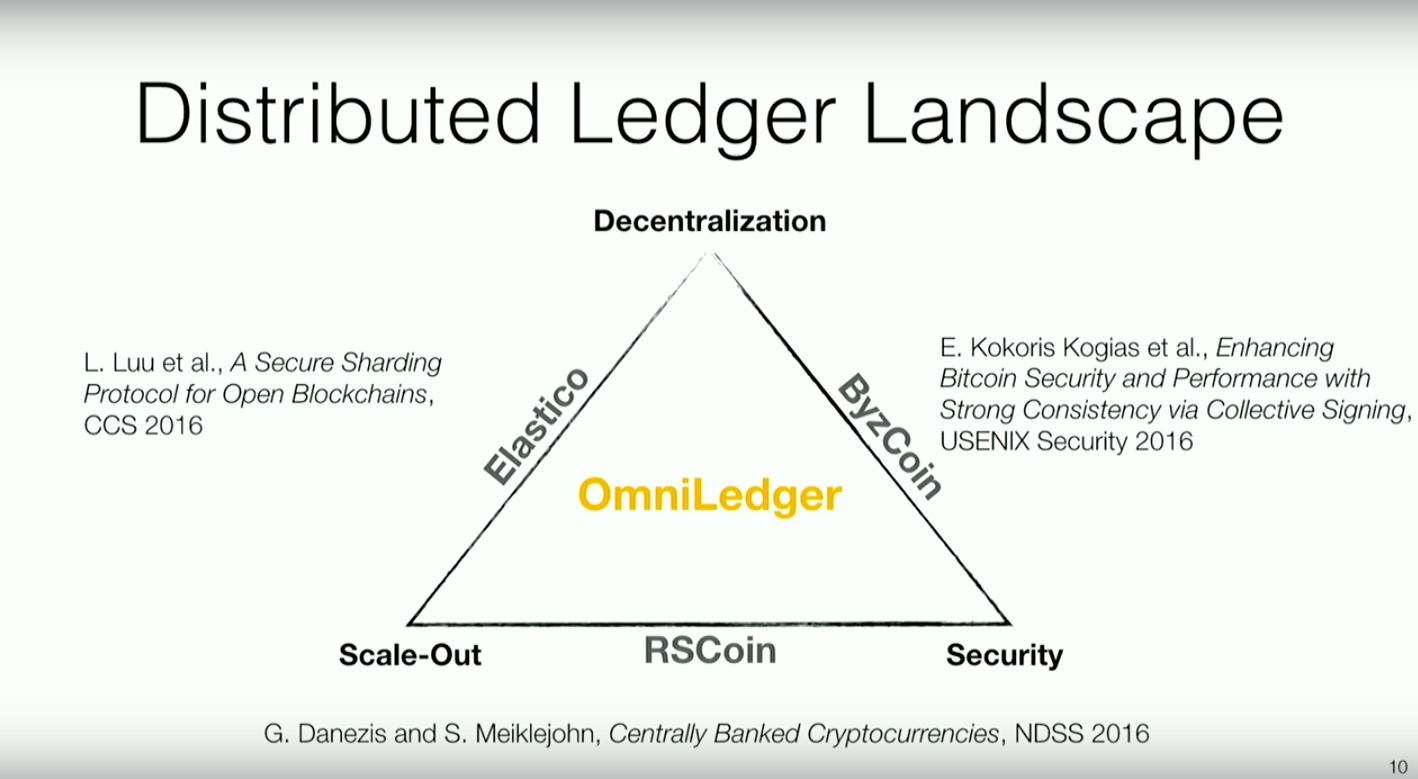 Distributed Ledger Landscape
Decentralization
L. Luu et al., A Secure Sharding
Protocol for Open Blockchains,
CCS 2016
E. Kokoris Kogias et al., Enhancing
Bitcoin Security and Performance with
Strong Consistency via Collective Signing,
USENIX Security 2016
Elastico
ByzCoin
OmniLedger
Scale-Out
RSCoin
Security
G. Danezis and S. Meiklejohn, Centrally Banked Cryptocurrencies, NDSS 2016
10